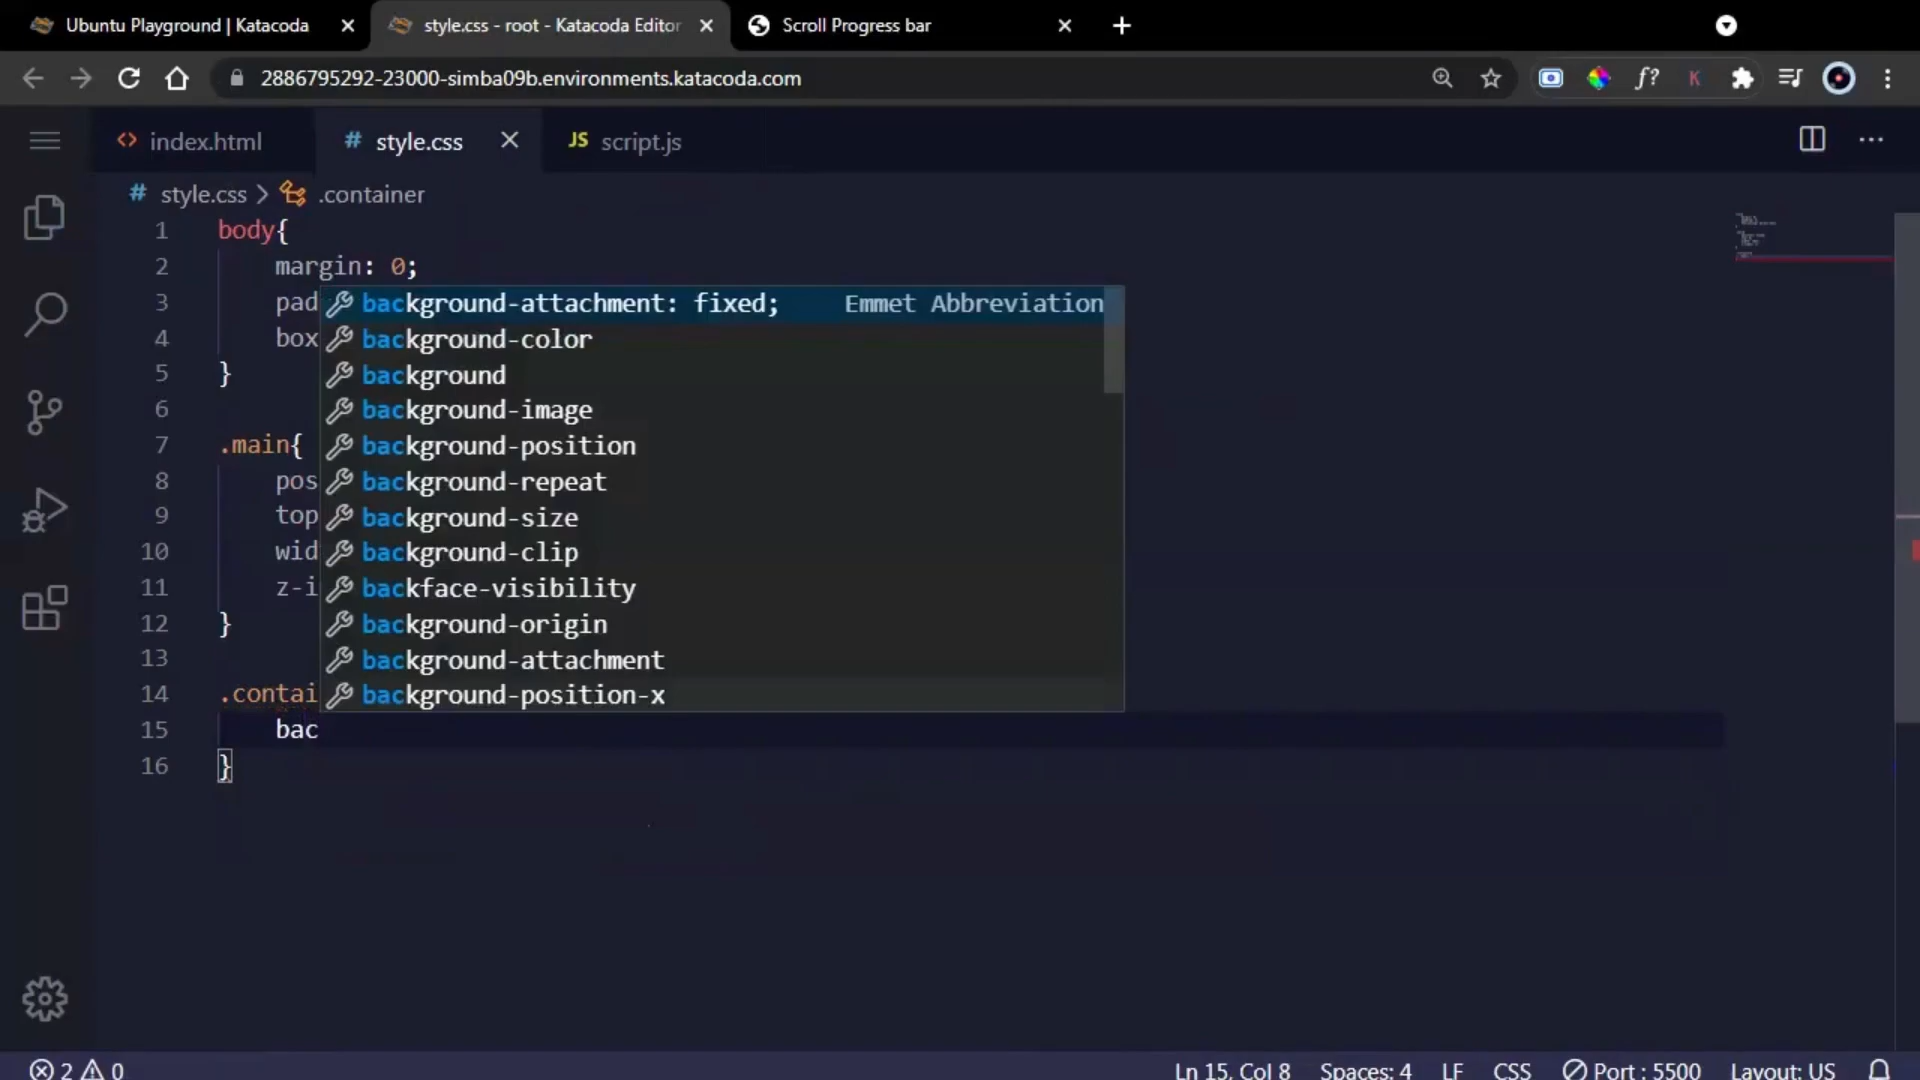 Ubuntu Playground | Katacoda
style.css - root - Katacoda Editor
Scroll Progress bar
2886795292-23000-simba09b.environments.katacoda.com
f?
K
<> index.html
# style.css
JS script.js
# style.css > .container
1 body{
2 margin: 0;
3 pad
background-attachment: fixed; Emmet Abbreviation
4 box
background-color
5 }
background
6
background-image
7 .main{
background-position
8 pos
background-repeat
9 top
background-size
10 wid
background-clip
11 z-i
backface-visibility
12 }
background-origin
13
background-attachment
14 .contai
background-position-x
15 bac
16 }
2 0
Ln 15, Col 8 Spaces: 4 LF CSS Port : 5500 Layout: US